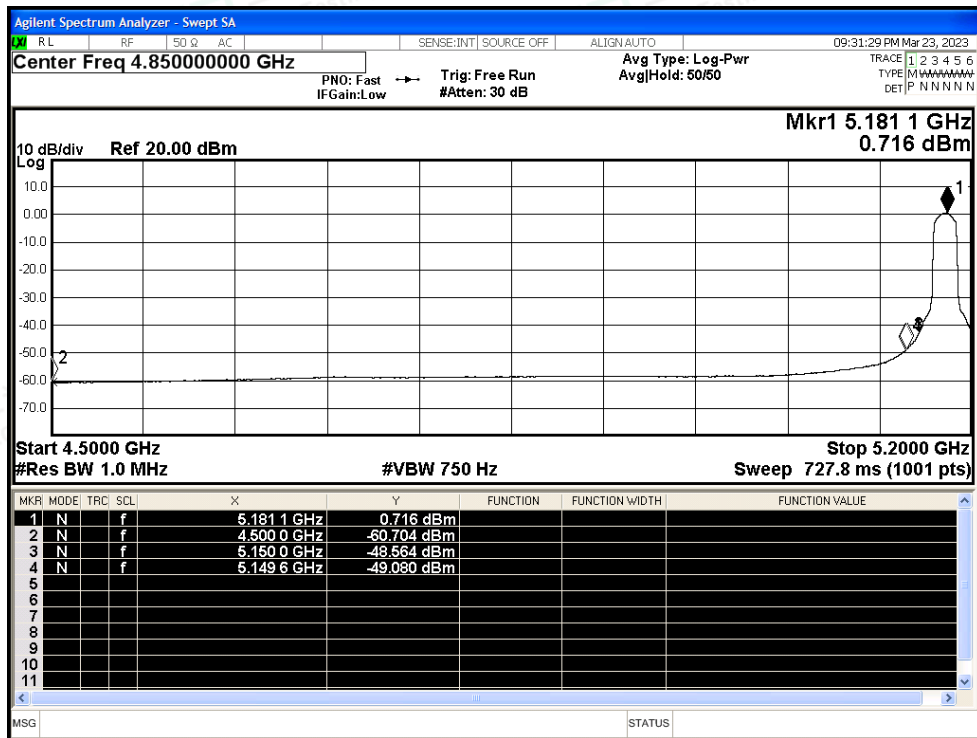 Agilent Spectrum Analyzer - Swept SA
LXI RL RF 50 Ω AC SENSE:INT SOURCE OFF ALIGN AUTO 09:31:29 PM Mar 23, 2023
Center Freq 4.850000000 GHz
PNO: Fast
IFGain:Low
Trig: Free Run
#Atten: 30 dB
Avg Type: Log-Pwr
Avg|Hold: 50/50
TRACE 1 2 3 4 5 6
TYPE M WWWWW
DET P N N N N N
Mkr1 5.181 1 GHz
0.716 dBm
10 dB/div Ref 20.00 dBm
Log
10.0
0.00
-10.0
-20.0
-30.0
-40.0
-50.0
-60.0
-70.0
1
2
Start 4.5000 GHz Stop 5.2000 GHz
#Res BW 1.0 MHz #VBW 750 Hz Sweep 727.8 ms (1001 pts)
MKR MODE TRC SCL X Y FUNCTION FUNCTION WIDTH FUNCTION VALUE
1 N f 5.181 1 GHz 0.716 dBm
2 N f 4.500 0 GHz -60.704 dBm
3 N f 5.150 0 GHz -48.564 dBm
4 N f 5.149 6 GHz -49.080 dBm
5
6
7
8
9
10
11
MSG STATUS